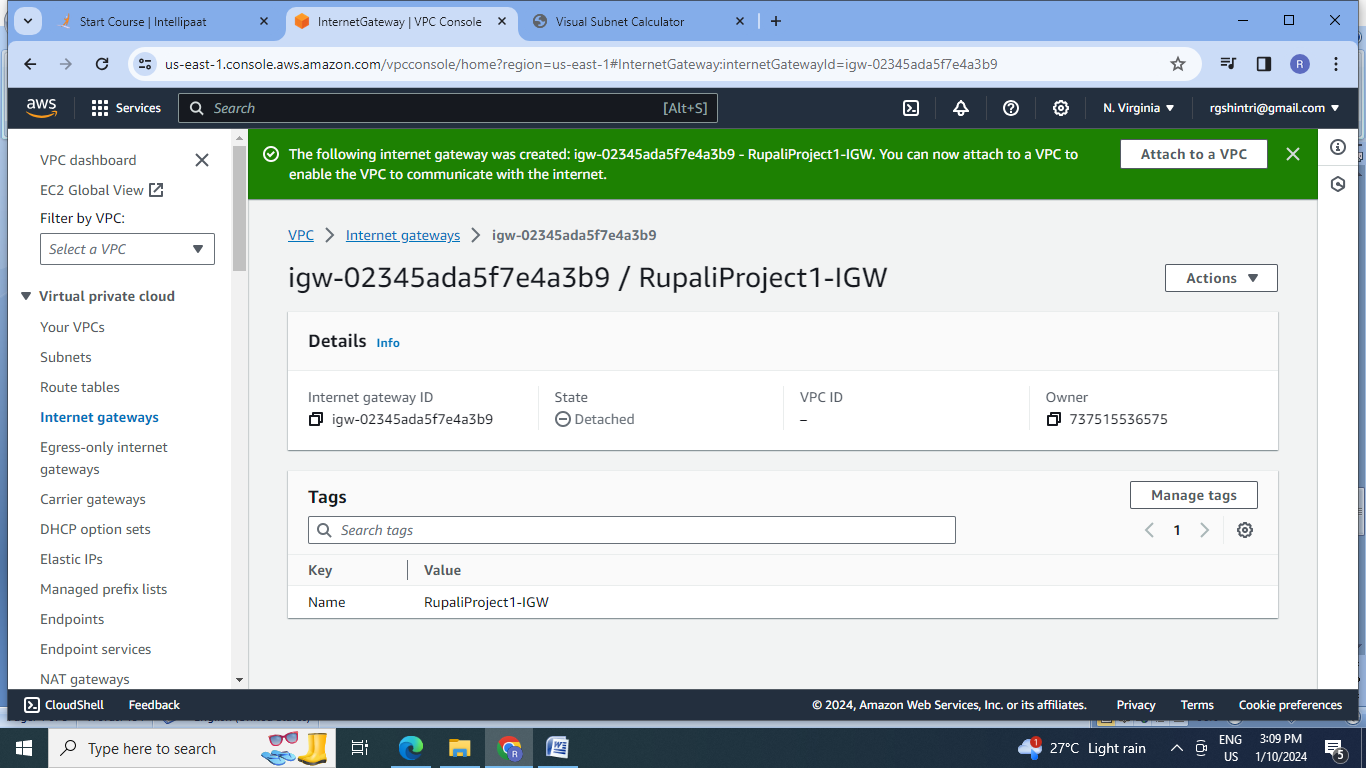 Start Course | Intellipaat
InternetGateway | VPC Console
Visual Subnet Calculator
us-east-1.console.aws.amazon.com/vpcconsole/home?region=us-east-1#InternetGateway:internetGatewayId=igw-02345ada5f7e4a3b9
R
aws
Services
Search
[Alt+S]
N. Virginia
rgshintri@gmail.com
VPC dashboard
EC2 Global View
Filter by VPC:
Select a VPC
Virtual private cloud
Your VPCs
Subnets
Route tables
Internet gateways
Egress-only internet
gateways
Carrier gateways
DHCP option sets
Elastic IPs
Managed prefix lists
Endpoints
Endpoint services
NAT gateways
The following internet gateway was created: igw-02345ada5f7e4a3b9 - RupaliProject1-IGW. You can now attach to a VPC to
enable the VPC to communicate with the internet.
Attach to a VPC
VPC
Internet gateways
igw-02345ada5f7e4a3b9
igw-02345ada5f7e4a3b9 / RupaliProject1-IGW
Actions
Details Info
Internet gateway ID
igw-02345ada5f7e4a3b9
State
Detached
VPC ID
–
Owner
737515536575
Tags
Manage tags
Search tags
1
Key
Value
Name
RupaliProject1-IGW
CloudShell
Feedback
© 2024, Amazon Web Services, Inc. or its affiliates.
Privacy
Terms
Cookie preferences
Type here to search
R
W
1
27°C Light rain
ENG
US
3:09 PM
1/10/2024
5